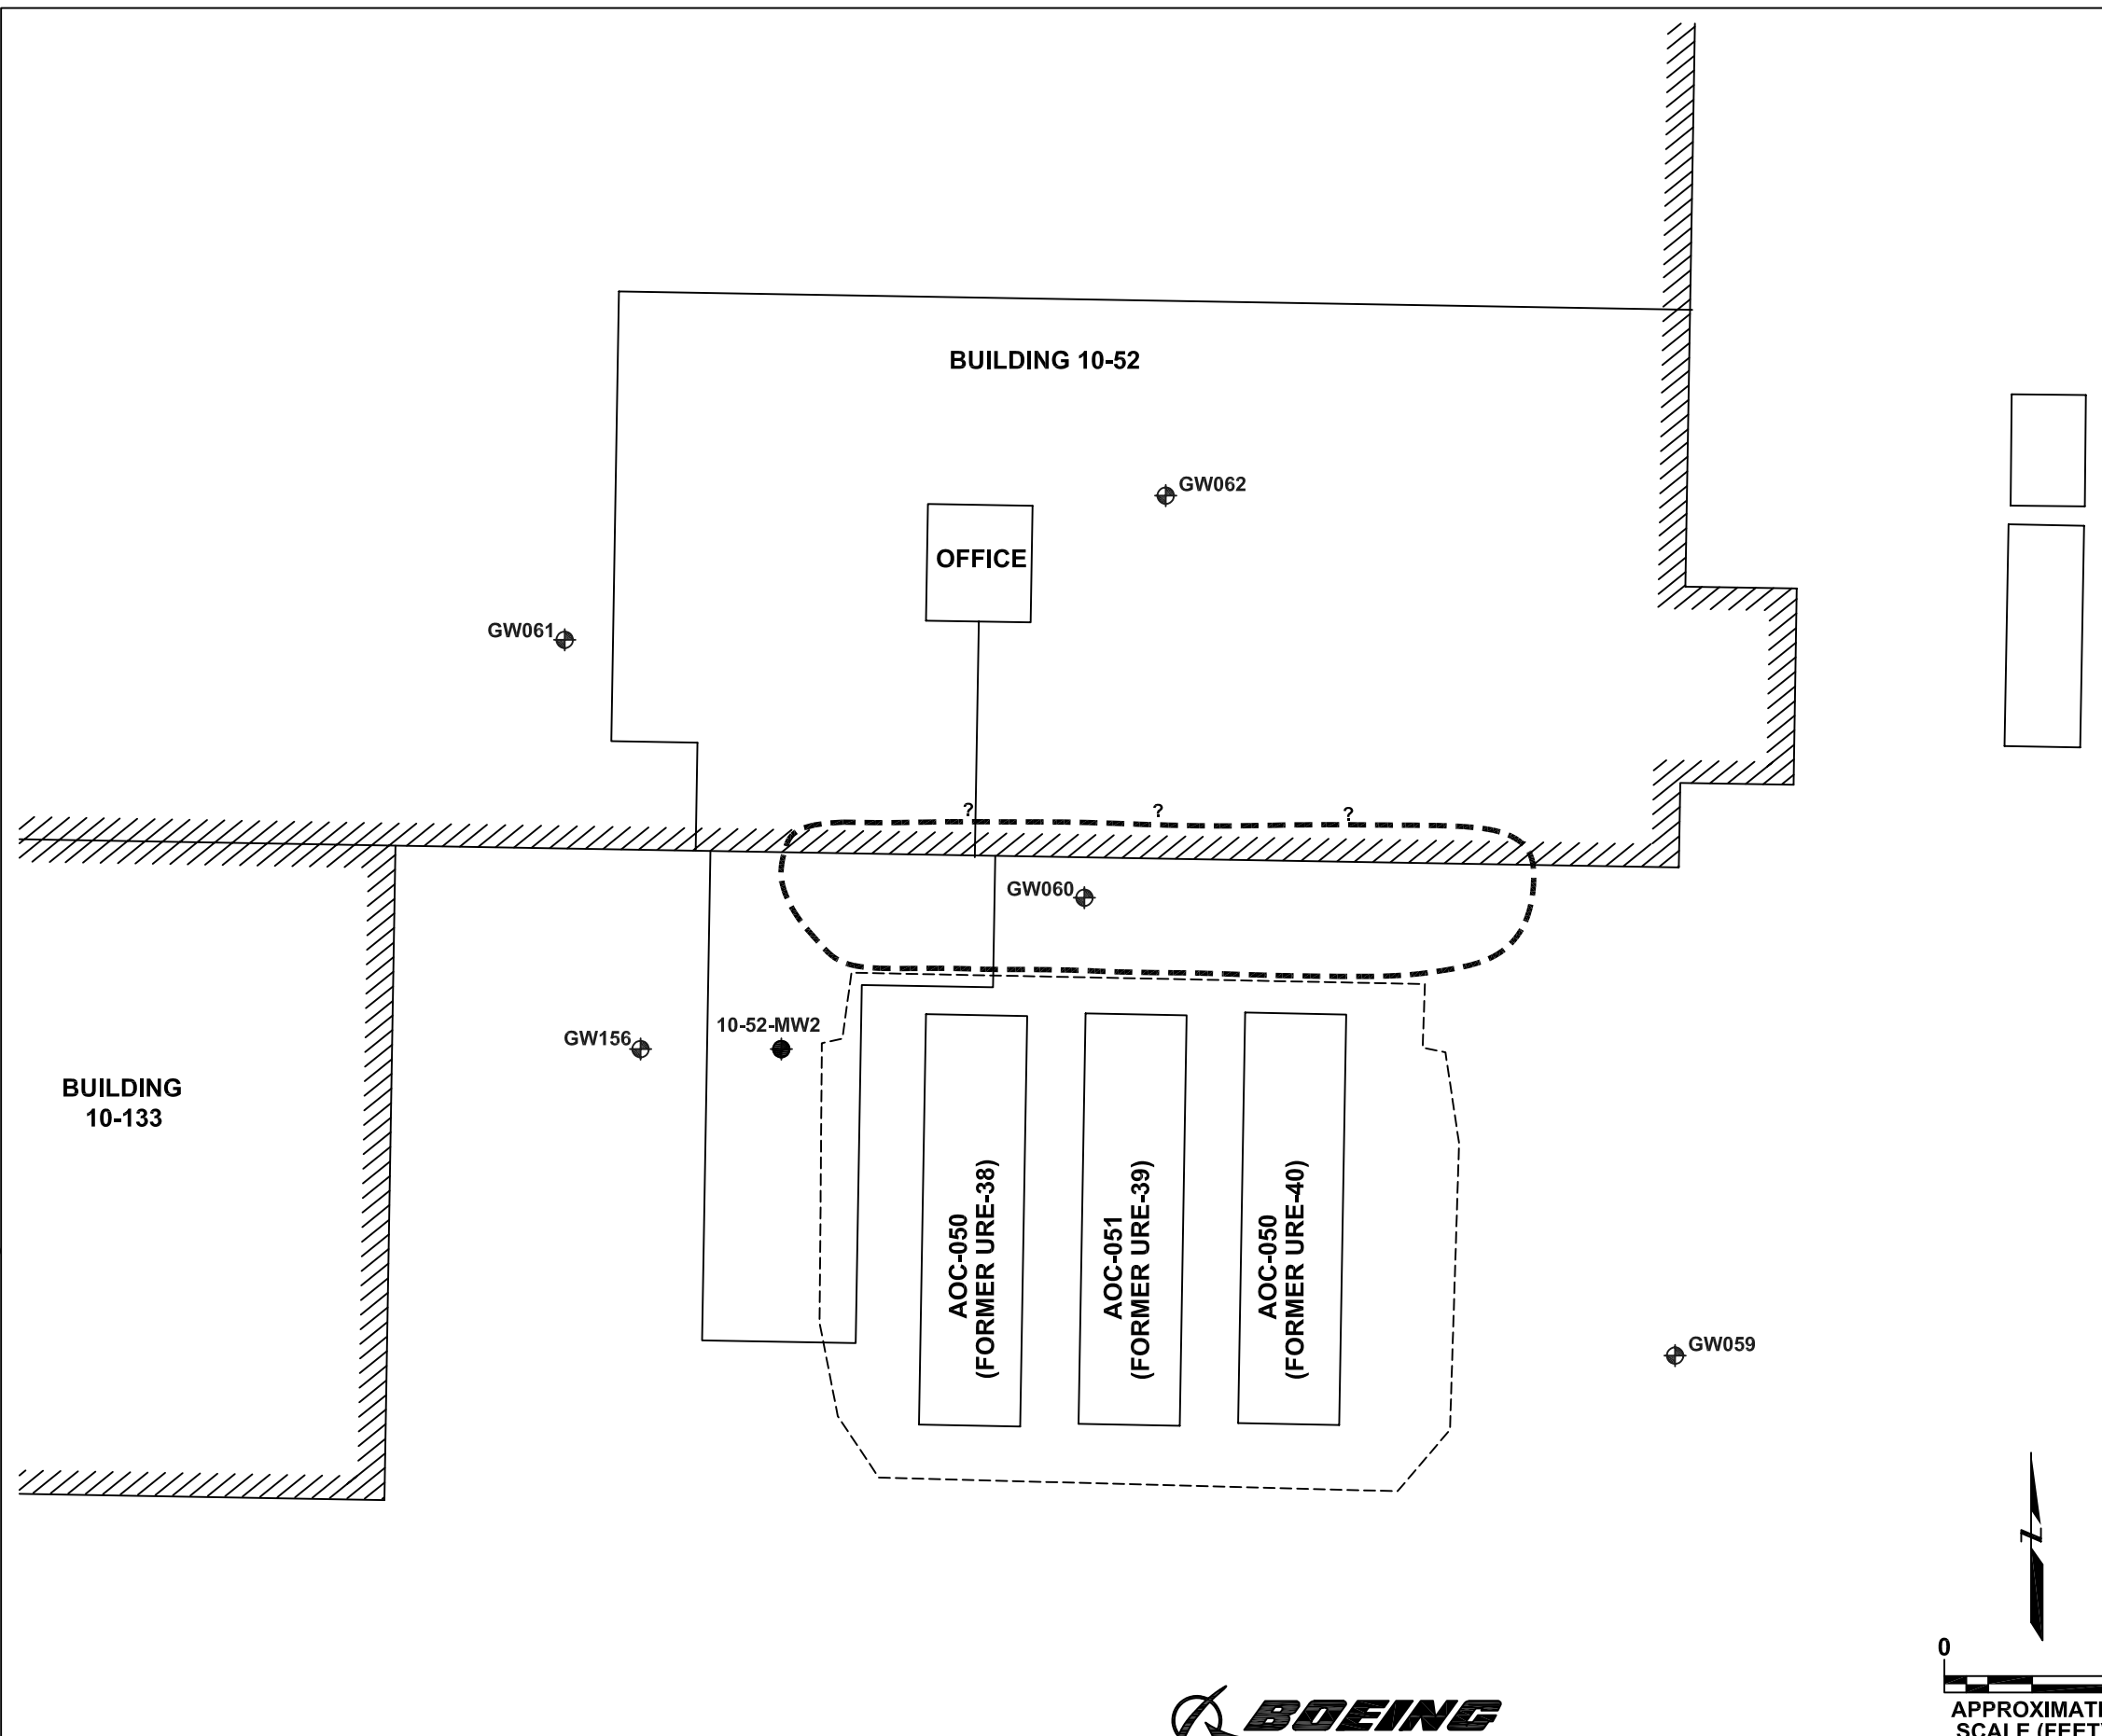 BUILDING 10-52
GW062
OFFICE
GW061
?
?
?
GW060
10-52-MW2
GW156
BUILDING
10-133
AOC-050
(FORMER URE-38)
AOC-051
(FORMER URE-39)
AOC-050
(FORMER URE-40)
GW059
Z
0
BOEING